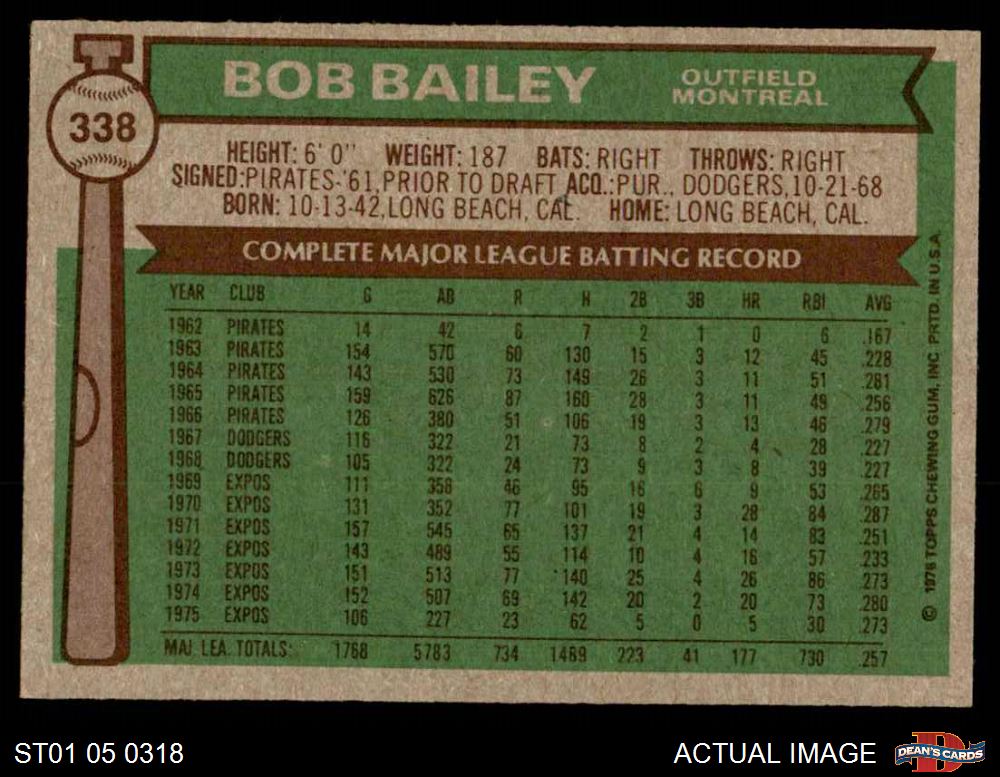 338
BOB BAILEY
OUTFIELD
MONTREAL
HEIGHT: 6' 0" WEIGHT: 187 BATS: RIGHT THROWS: RIGHT
SIGNED: PIRATES-'61, PRIOR TO DRAFT ACQ.: PUR., DODGERS, 10-21-68
BORN: 10-13-42, LONG BEACH, CAL. HOME: LONG BEACH, CAL.
COMPLETE MAJOR LEAGUE BATTING RECORD
YEAR CLUB G AB R H 2B 3B HR RBI AVG
1962 PIRATES 14 42 6 7 2 1 0 6 .167
1963 PIRATES 154 570 60 130 15 3 12 45 .228
1964 PIRATES 143 530 73 149 26 3 11 51 .281
1965 PIRATES 159 626 87 160 28 3 11 49 .256
1966 PIRATES 126 380 51 106 19 3 13 46 .279
1967 DODGERS 116 322 21 73 8 2 4 28 .227
1968 DODGERS 105 322 24 73 9 3 8 39 .227
1969 EXPOS 111 358 46 95 16 6 9 53 .265
1970 EXPOS 131 352 77 101 19 3 28 84 .287
1971 EXPOS 157 545 65 137 21 4 14 83 .251
1972 EXPOS 143 489 55 114 10 4 16 57 .233
1973 EXPOS 151 513 77 140 25 4 26 86 .273
1974 EXPOS 152 507 69 142 20 2 20 73 .280
1975 EXPOS 106 227 23 62 5 0 5 30 .273
MAJ. LEA. TOTALS: 1768 5783 734 1489 223 41 177 730 .257
© 1976 TOPPS CHEWING GUM, INC. PRTD. IN U.S.A.
ST01 05 0318
ACTUAL IMAGE
D
DEAN'S CARDS